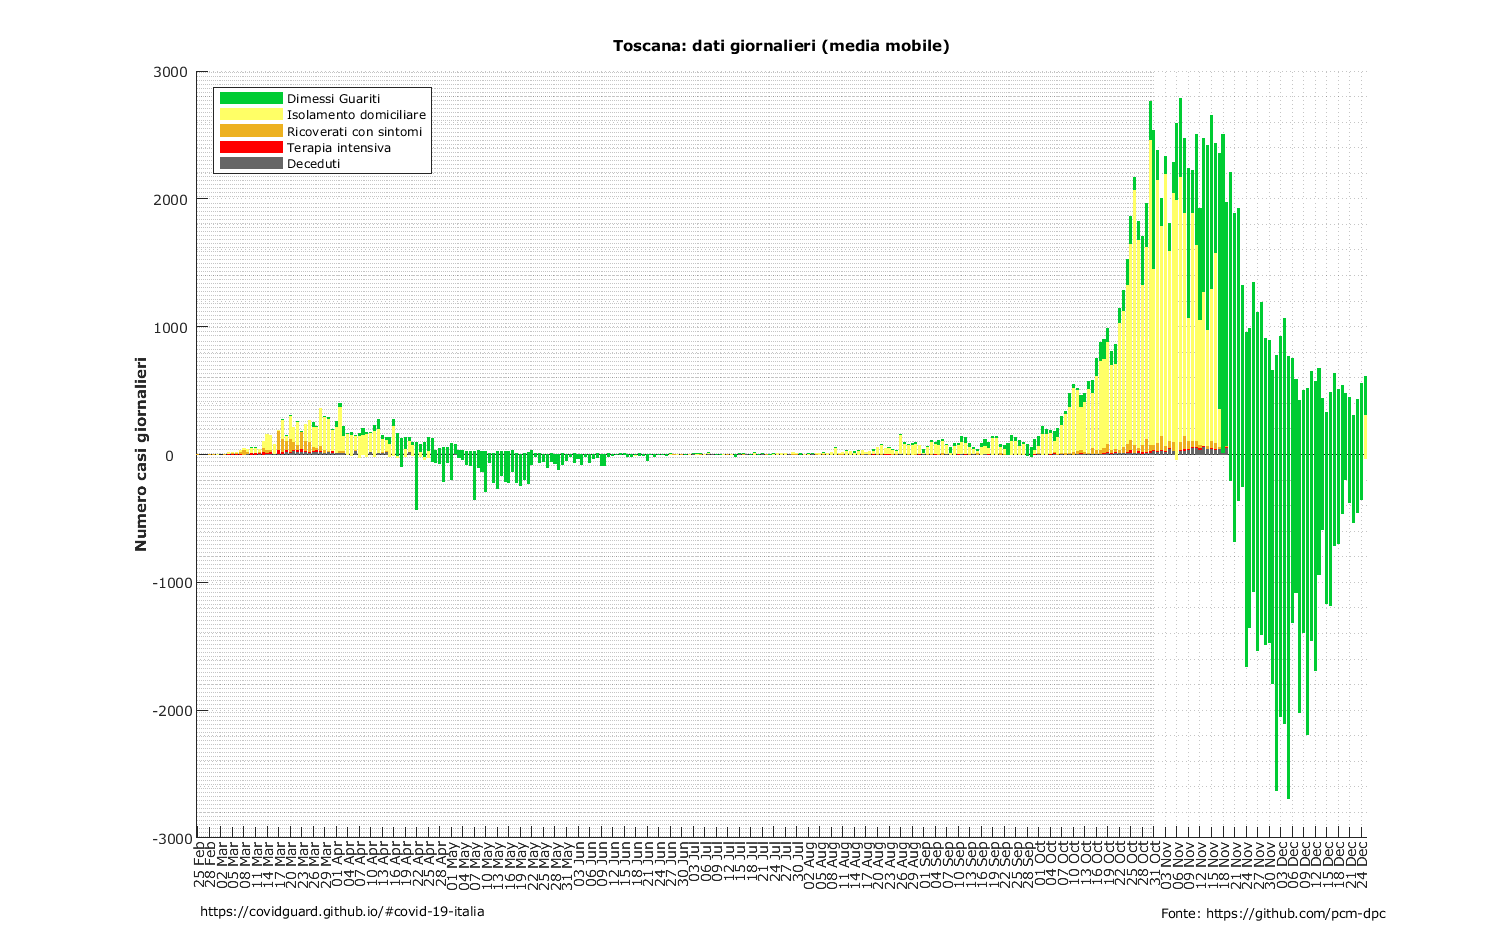 Toscana: dati giornalieri (media mobile)
3000
2000
1000
0
-1000
-2000
-3000
Numero casi giornalieri
Dimessi Guariti
Isolamento domiciliare
Ricoverati con sintomi
Terapia intensiva
Deceduti
25 Feb
28 Feb
02 Mar
05 Mar
08 Mar
11 Mar
14 Mar
17 Mar
20 Mar
23 Mar
26 Mar
29 Mar
01 Apr
04 Apr
07 Apr
10 Apr
13 Apr
16 Apr
19 Apr
22 Apr
25 Apr
28 Apr
01 May
04 May
07 May
10 May
13 May
16 May
19 May
22 May
25 May
28 May
31 May
03 Jun
06 Jun
09 Jun
12 Jun
15 Jun
18 Jun
21 Jun
24 Jun
27 Jun
30 Jun
03 Jul
06 Jul
09 Jul
12 Jul
15 Jul
18 Jul
21 Jul
24 Jul
27 Jul
30 Jul
02 Aug
05 Aug
08 Aug
11 Aug
14 Aug
17 Aug
20 Aug
23 Aug
26 Aug
29 Aug
01 Sep
04 Sep
07 Sep
10 Sep
13 Sep
16 Sep
19 Sep
22 Sep
25 Sep
28 Sep
01 Oct
04 Oct
07 Oct
10 Oct
13 Oct
16 Oct
19 Oct
22 Oct
25 Oct
28 Oct
31 Oct
03 Nov
06 Nov
09 Nov
12 Nov
15 Nov
18 Nov
21 Nov
24 Nov
27 Nov
30 Nov
03 Dec
06 Dec
09 Dec
12 Dec
15 Dec
18 Dec
21 Dec
24 Dec
https://covidguard.github.io/#covid-19-italia
Fonte: https://github.com/pcm-dpc